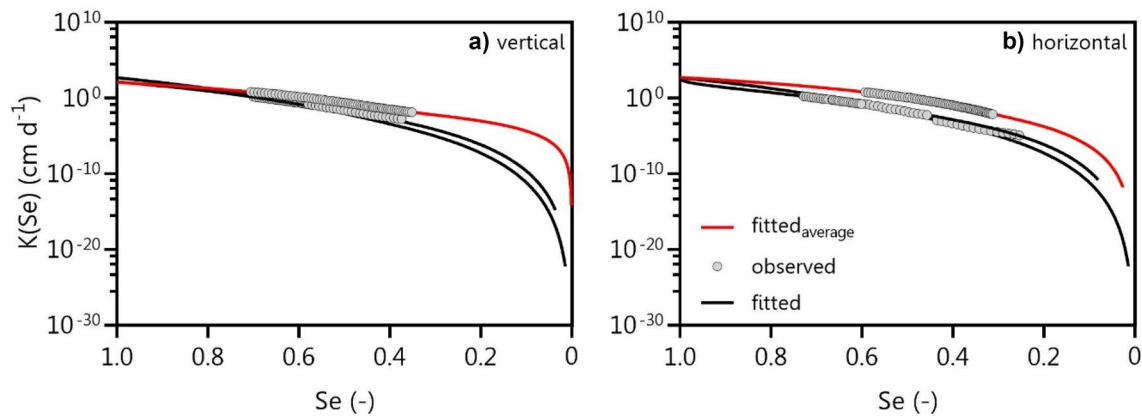 a) vertical
10^10
10^0
10^-10
10^-20
10^-30
K(Se) (cm d^-1)
1.0 0.8 0.6 0.4 0.2 0
Se (-)
b) horizontal
10^10
10^0
10^-10
10^-20
10^-30
fitted_average
observed
fitted
1.0 0.8 0.6 0.4 0.2 0
Se (-)